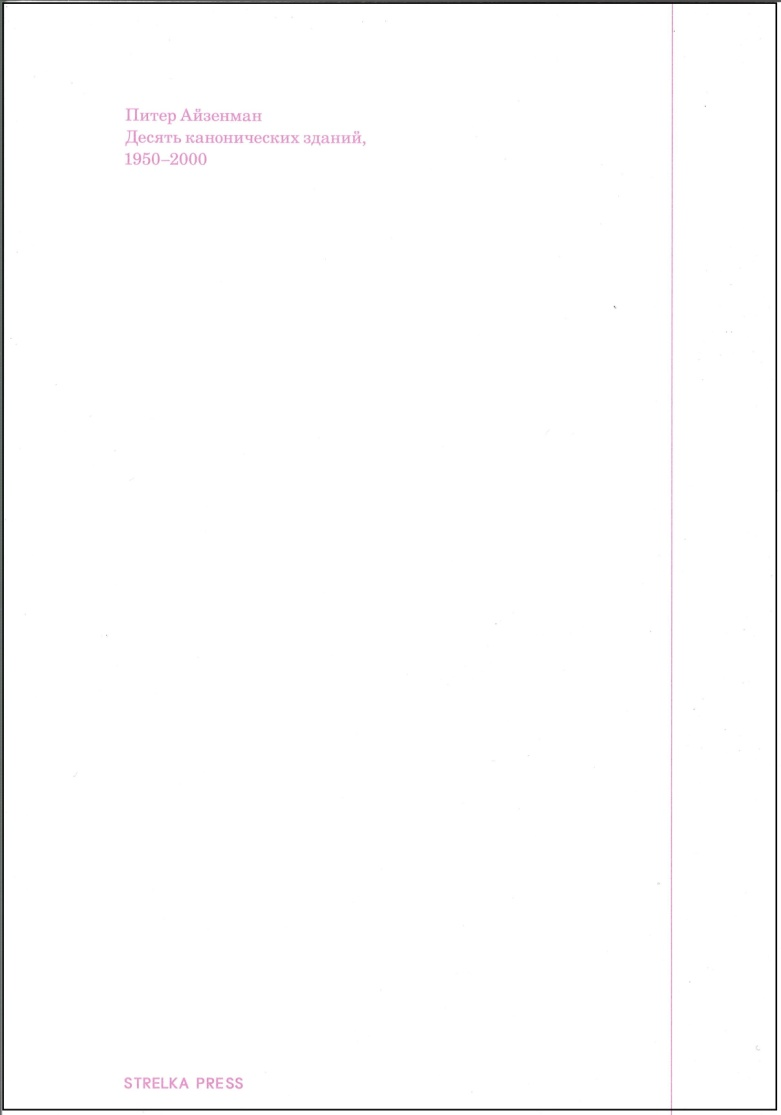 Питер Айзенман
Десять канонических зданий,
1950–2000
STRELKA PRESS